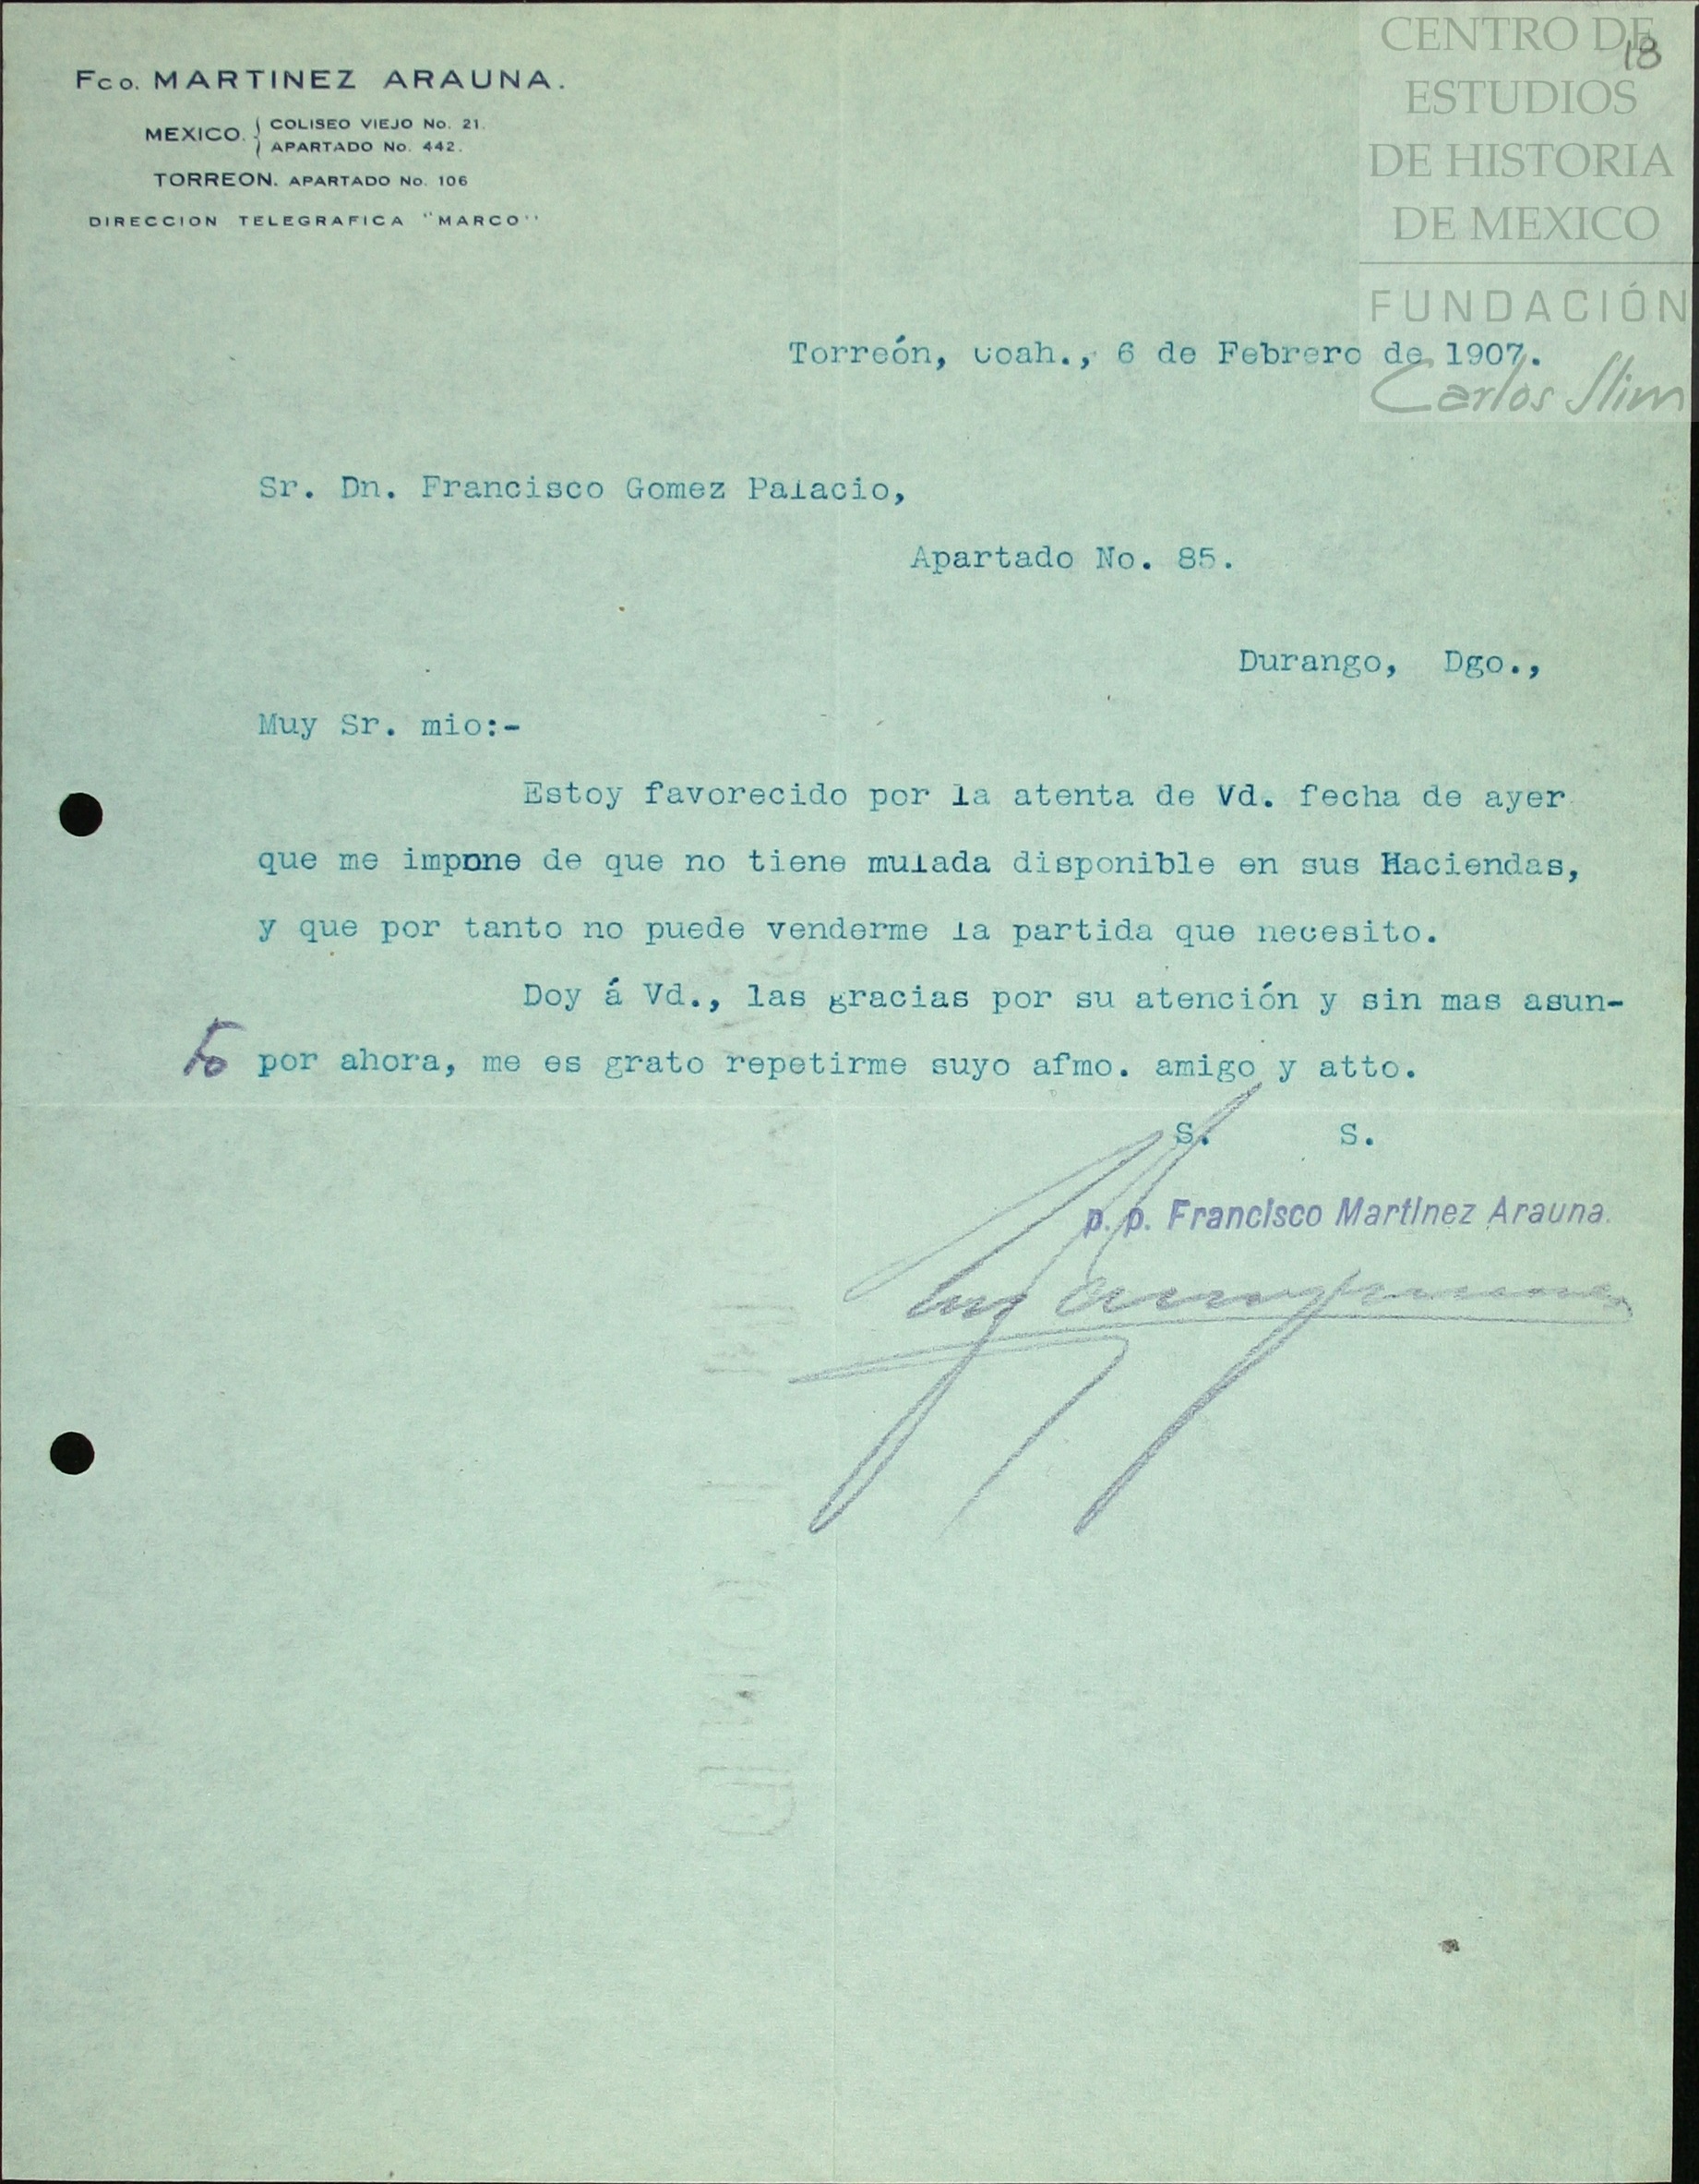 Fco. MARTINEZ ARAUNA.
MEXICO. { COLISEO VIEJO No. 21.
APARTADO No. 442.
TORREON. APARTADO No. 106
DIRECCION TELEGRAFICA "MARCO"
CENTRO DE
18
ESTUDIOS
DE HISTORIA
DE MEXICO
FUNDACIÓN
Carlos Slim
Torreón, Coah., 6 de Febrero de 1907.
Sr. Dn. Francisco Gomez Palacio,
Apartado No. 85.
Durango, Dgo.,
Muy Sr. mio:-
Estoy favorecido por la atenta de Vd. fecha de ayer
que me impone de que no tiene mulada disponible en sus Haciendas,
y que por tanto no puede venderme la partida que necesito.
Doy á Vd., las gracias por su atención y sin mas asun-
to por ahora, me es grato repetirme suyo afmo. amigo y atto.
S. S.
p. p. Francisco Martinez Arauna.